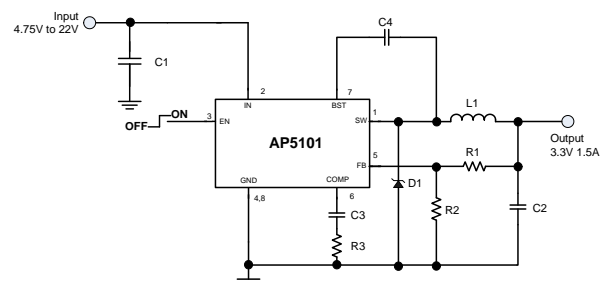 Input
4.75V to 22V
C1
C4
2
7
IN
BST
1
SW
L1
ON
OFF
3
EN
AP5101
Output
3.3V 1.5A
5
FB
R1
D1
GND
COMP
4,8
6
R2
C2
C3
R3